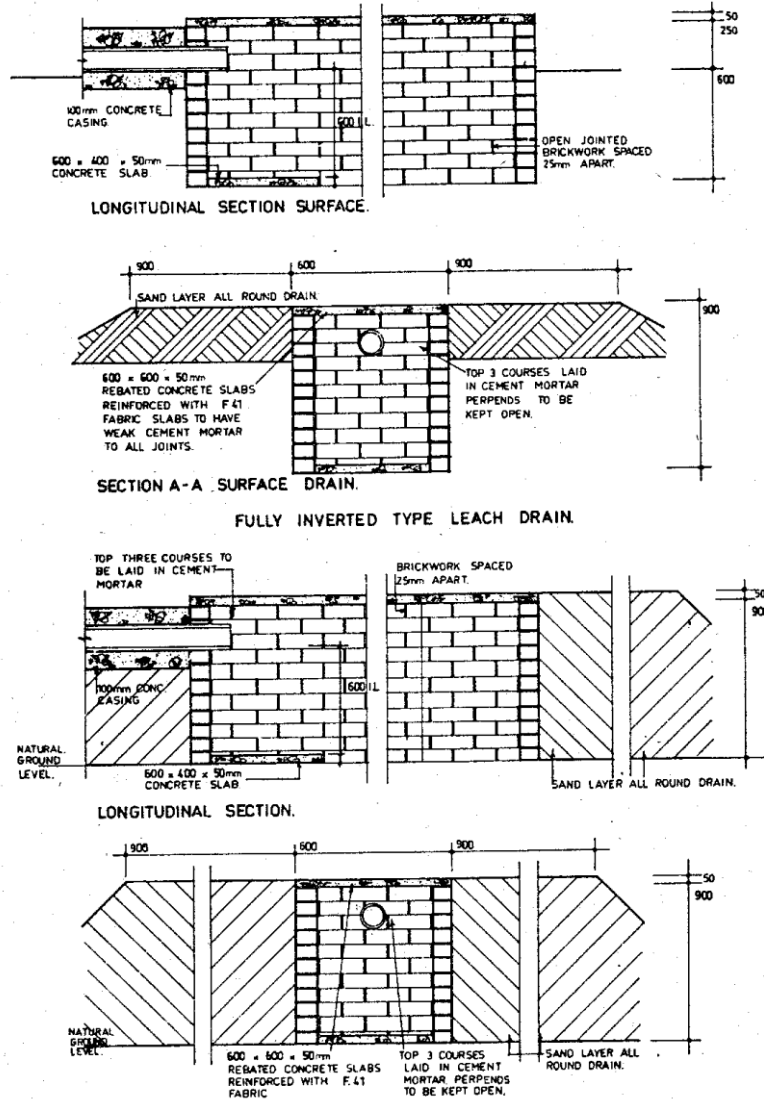 50
250
600
100mm CONCRETE
CASING.
600 I.L.
600 x 400 x 50mm
CONCRETE SLAB.
OPEN JOINTED
BRICKWORK SPACED
25mm APART.
LONGITUDINAL SECTION SURFACE.
900
600
900
SAND LAYER ALL ROUND DRAIN.
900
600 x 600 x 50mm
REBATED CONCRETE SLABS
REINFORCED WITH F 41
FABRIC SLABS TO HAVE
WEAK CEMENT MORTAR
TO ALL JOINTS.
TOP 3 COURSES LAID
IN CEMENT MORTAR
PERPENDS TO BE
KEPT OPEN.
SECTION A-A SURFACE DRAIN.
FULLY INVERTED TYPE LEACH DRAIN.
TOP THREE COURSES TO
BE LAID IN CEMENT
MORTAR
BRICKWORK SPACED
25mm APART.
50
100mm CONC
CASING
600 I.L
NATURAL.
GROUND
LEVEL.
600 x 400 x 50mm
CONCRETE SLAB
SAND LAYER ALL ROUND DRAIN.
LONGITUDINAL SECTION.
900
600
900
50
900
NATURAL
GROUND
LEVEL.
600 x 600 x 50mm
REBATED CONCRETE SLABS
REINFORCED WITH F.41
FABRIC
TOP 3 COURSES
LAID IN CEMENT
MORTAR PERPENDS
TO BE KEPT OPEN.
SAND LAYER ALL
ROUND DRAIN.